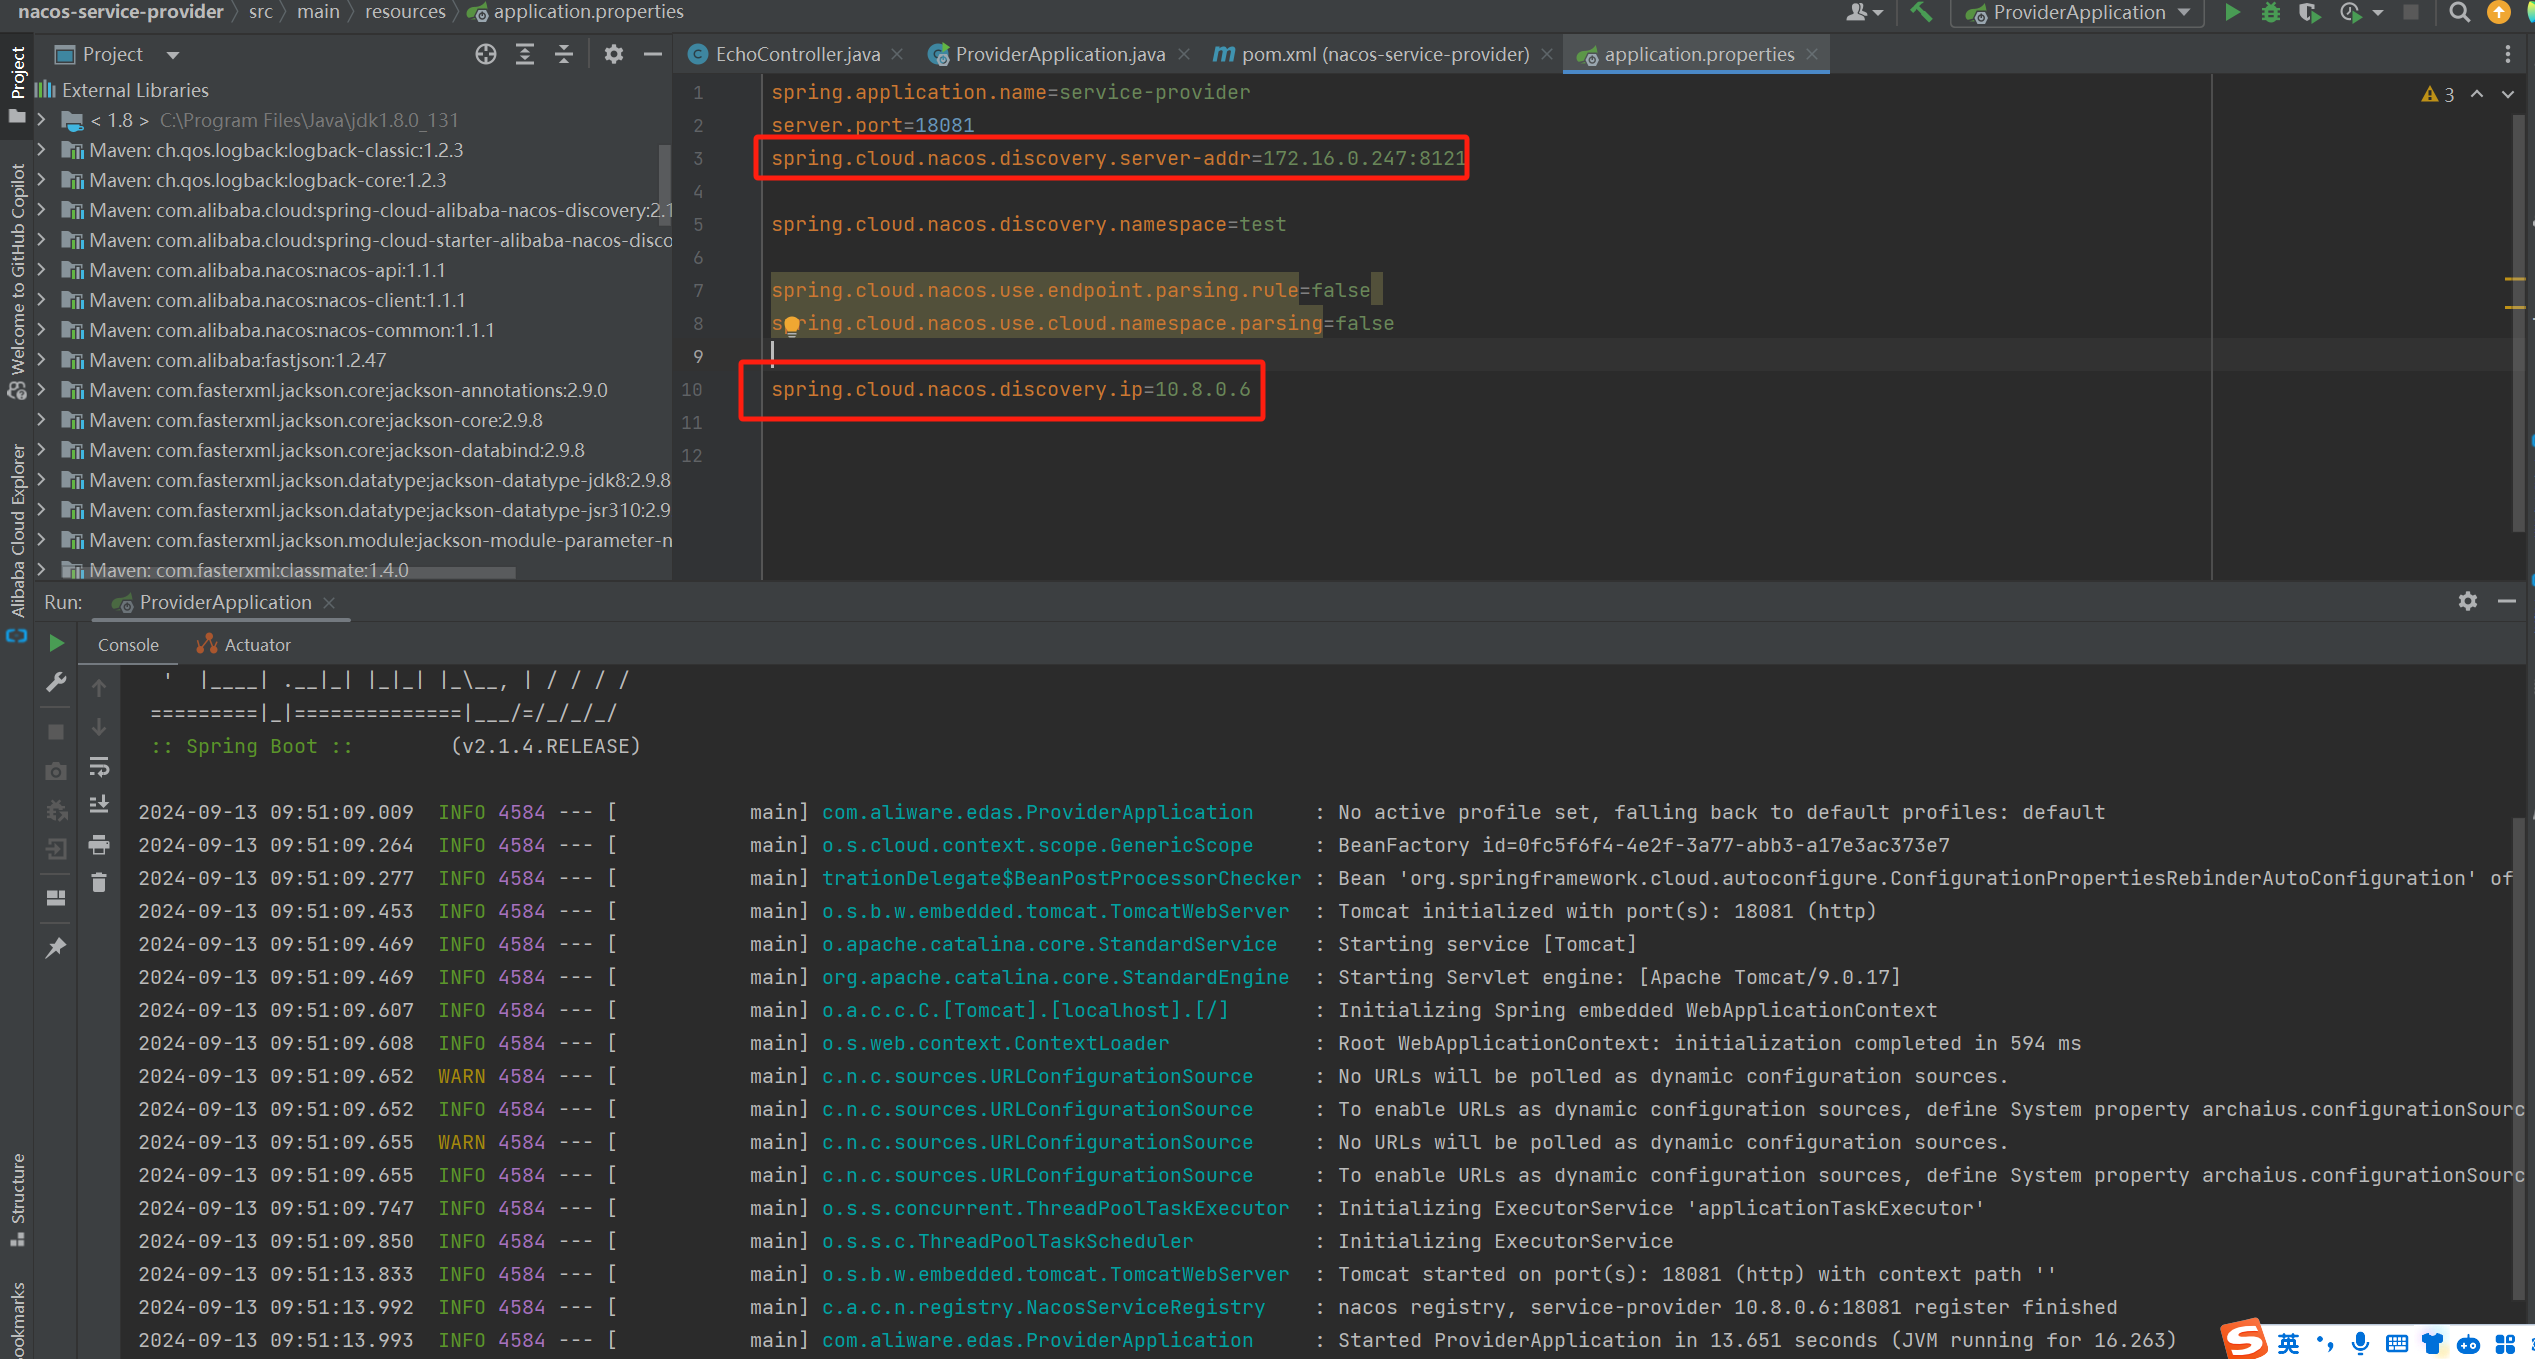 nacos-service-provider 〉 src 〉 main 〉 resources 〉 application.properties
ProviderApplication
Project
EchoController.java
ProviderApplication.java
pom.xml (nacos-service-provider)
application.properties
Project
Welcome to GitHub Copilot
Alibaba Cloud Explorer
Structure
ookmarks
External Libraries
< 1.8 > C:\Program Files\Java\jdk1.8.0_131
Maven: ch.qos.logback:logback-classic:1.2.3
Maven: ch.qos.logback:logback-core:1.2.3
Maven: com.alibaba.cloud:spring-cloud-alibaba-nacos-discovery:2.1
Maven: com.alibaba.cloud:spring-cloud-starter-alibaba-nacos-disco
Maven: com.alibaba.nacos:nacos-api:1.1.1
Maven: com.alibaba.nacos:nacos-client:1.1.1
Maven: com.alibaba.nacos:nacos-common:1.1.1
Maven: com.alibaba:fastjson:1.2.47
Maven: com.fasterxml.jackson.core:jackson-annotations:2.9.0
Maven: com.fasterxml.jackson.core:jackson-core:2.9.8
Maven: com.fasterxml.jackson.core:jackson-databind:2.9.8
Maven: com.fasterxml.jackson.datatype:jackson-datatype-jdk8:2.9.8
Maven: com.fasterxml.jackson.datatype:jackson-datatype-jsr310:2.9
Maven: com.fasterxml.jackson.module:jackson-module-parameter-n
Maven: com.fasterxml:classmate:1.4.0
3
1 spring.application.name=service-provider
2 server.port=18081
3 spring.cloud.nacos.discovery.server-addr=172.16.0.247:8121
4
5 spring.cloud.nacos.discovery.namespace=test
6
7 spring.cloud.nacos.use.endpoint.parsing.rule=false
8 spring.cloud.nacos.use.cloud.namespace.parsing=false
9
10 spring.cloud.nacos.discovery.ip=10.8.0.6
11
12
Run: ProviderApplication
Console Actuator
'  |____| .__|_| |_|_| |_\__, | / / / /
=========|_|==============|___/=/_/_/_/
:: Spring Boot ::        (v2.1.4.RELEASE)
2024-09-13 09:51:09.009  INFO 4584 --- [           main] com.aliware.edas.ProviderApplication     : No active profile set, falling back to default profiles: default
2024-09-13 09:51:09.264  INFO 4584 --- [           main] o.s.cloud.context.scope.GenericScope     : BeanFactory id=0fc5f6f4-4e2f-3a77-abb3-a17e3ac373e7
2024-09-13 09:51:09.277  INFO 4584 --- [           main] trationDelegate$BeanPostProcessorChecker : Bean 'org.springframework.cloud.autoconfigure.ConfigurationPropertiesRebinderAutoConfiguration' of
2024-09-13 09:51:09.453  INFO 4584 --- [           main] o.s.b.w.embedded.tomcat.TomcatWebServer  : Tomcat initialized with port(s): 18081 (http)
2024-09-13 09:51:09.469  INFO 4584 --- [           main] o.apache.catalina.core.StandardService   : Starting service [Tomcat]
2024-09-13 09:51:09.469  INFO 4584 --- [           main] org.apache.catalina.core.StandardEngine  : Starting Servlet engine: [Apache Tomcat/9.0.17]
2024-09-13 09:51:09.607  INFO 4584 --- [           main] o.a.c.c.C.[Tomcat].[localhost].[/]       : Initializing Spring embedded WebApplicationContext
2024-09-13 09:51:09.608  INFO 4584 --- [           main] o.s.web.context.ContextLoader            : Root WebApplicationContext: initialization completed in 594 ms
2024-09-13 09:51:09.652  WARN 4584 --- [           main] c.n.c.sources.URLConfigurationSource     : No URLs will be polled as dynamic configuration sources.
2024-09-13 09:51:09.652  INFO 4584 --- [           main] c.n.c.sources.URLConfigurationSource     : To enable URLs as dynamic configuration sources, define System property archaius.configurationSourc
2024-09-13 09:51:09.655  WARN 4584 --- [           main] c.n.c.sources.URLConfigurationSource     : No URLs will be polled as dynamic configuration sources.
2024-09-13 09:51:09.655  INFO 4584 --- [           main] c.n.c.sources.URLConfigurationSource     : To enable URLs as dynamic configuration sources, define System property archaius.configurationSourc
2024-09-13 09:51:09.747  INFO 4584 --- [           main] o.s.s.concurrent.ThreadPoolTaskExecutor  : Initializing ExecutorService 'applicationTaskExecutor'
2024-09-13 09:51:09.850  INFO 4584 --- [           main] o.s.s.c.ThreadPoolTaskScheduler          : Initializing ExecutorService
2024-09-13 09:51:13.833  INFO 4584 --- [           main] o.s.b.w.embedded.tomcat.TomcatWebServer  : Tomcat started on port(s): 18081 (http) with context path ''
2024-09-13 09:51:13.992  INFO 4584 --- [           main] c.a.c.n.registry.NacosServiceRegistry    : nacos registry, service-provider 10.8.0.6:18081 register finished
2024-09-13 09:51:13.993  INFO 4584 --- [           main] com.aliware.edas.ProviderApplication     : Started ProviderApplication in 13.651 seconds (JVM running for 16.263)
英